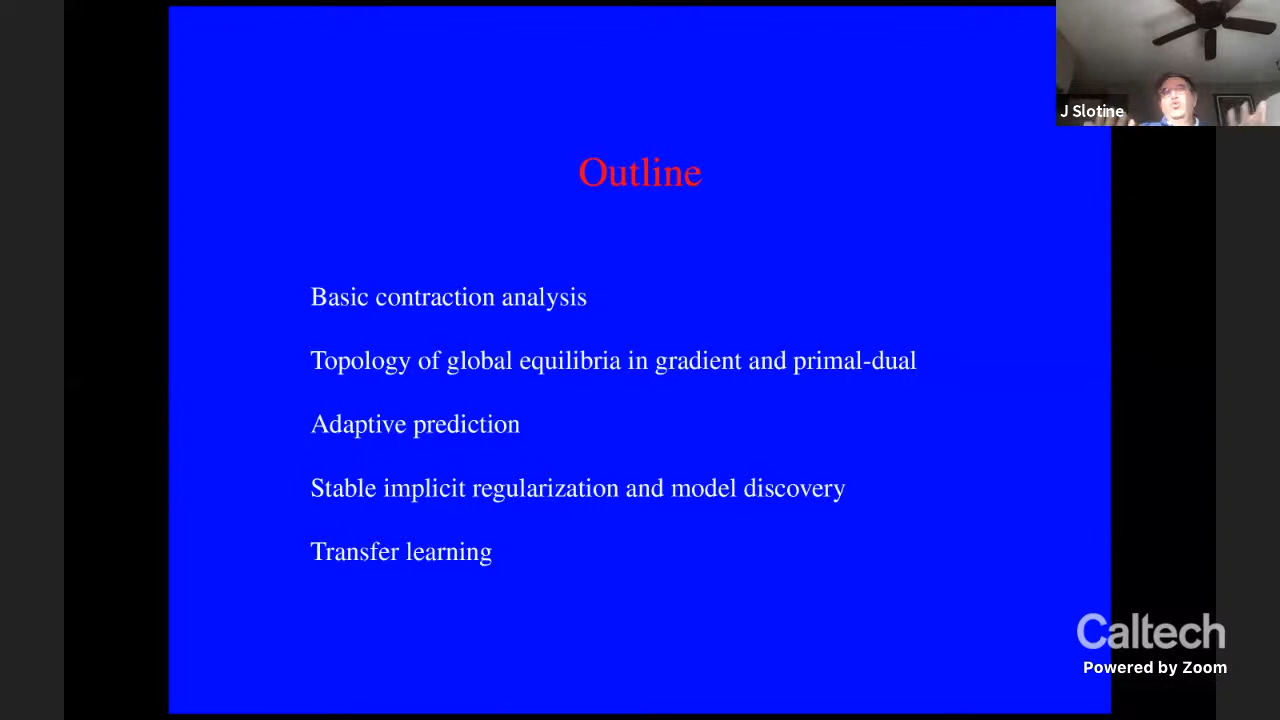 J Slotine
Outline
Basic contraction analysis
Topology of global equilibria in gradient and primal-dual
Adaptive prediction
Stable implicit regularization and model discovery
Transfer learning
Caltech
Powered by Zoom